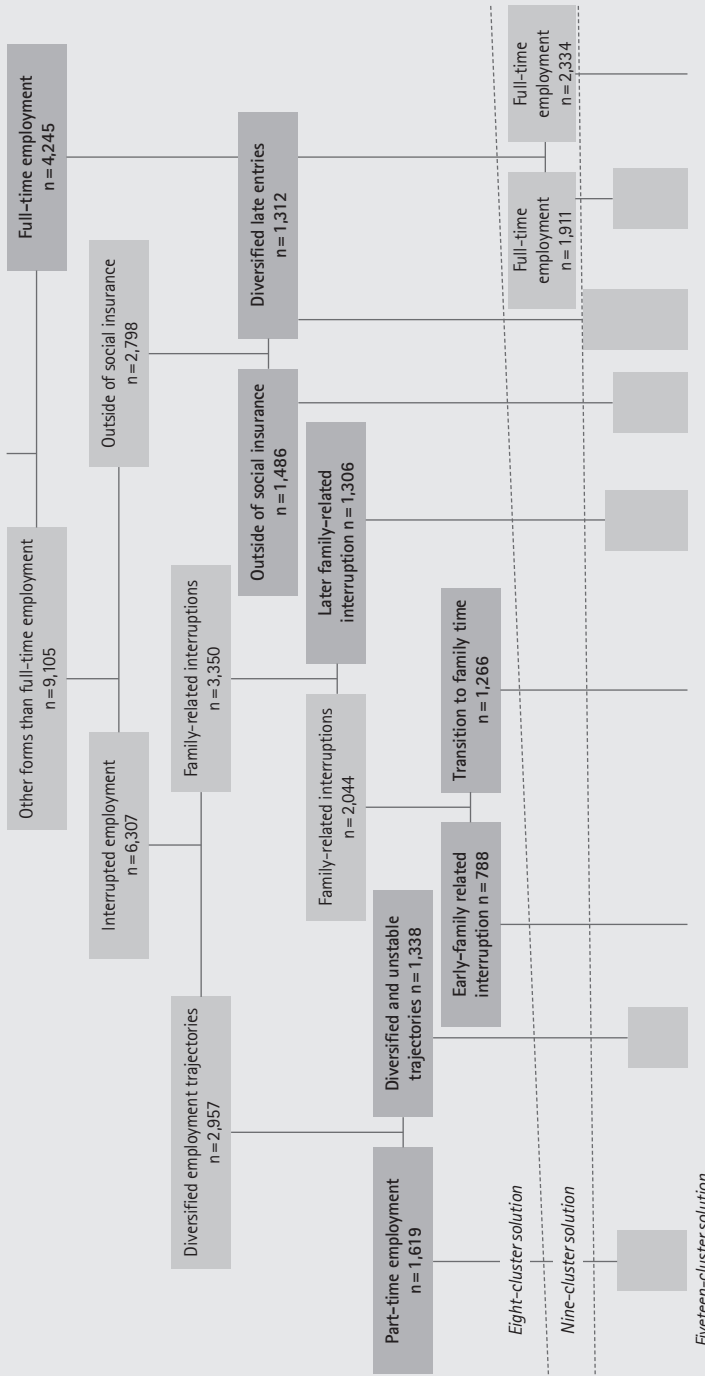 Full-time employment
n=4,245
Other forms than full-time employment
n=9,105
Outside of social insurance
n=2,798
Interrupted employment
n=6,307
Family-related interruptions
n=3,350
Diversified employment trajectories
n=2,957
Diversified late entries
n=1,312
Outside of social insurance
n=1,486
Later family-related
interruption n=1,306
Family-related interruptions
n=2,044
Diversified and unstable
trajectories n=1,338
Part-time employment
n=1,619
Transition to family time
n=1,266
Early-family related
interruption n=788
Full-time
employment
n=2,334
Full-time
employment
n=1,911
Eight-cluster solution
Nine-cluster solution
Fiveteen-cluster solution